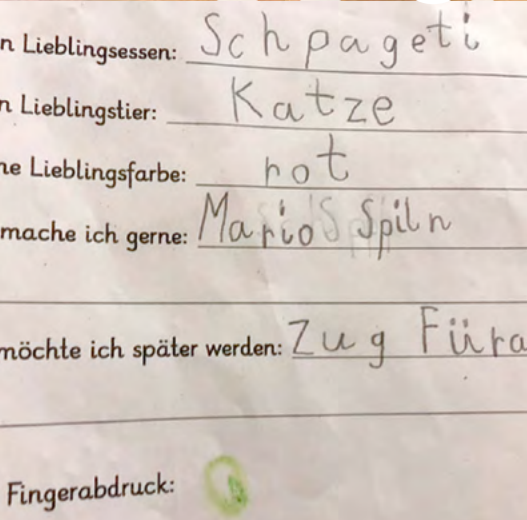 n Lieblingsessen: Schpageti
n Lieblingstier: Katze
ne Lieblingsfarbe: rot
mache ich gerne: Mario Spiln
möchte ich später werden: Zug Füra
Fingerabdruck: